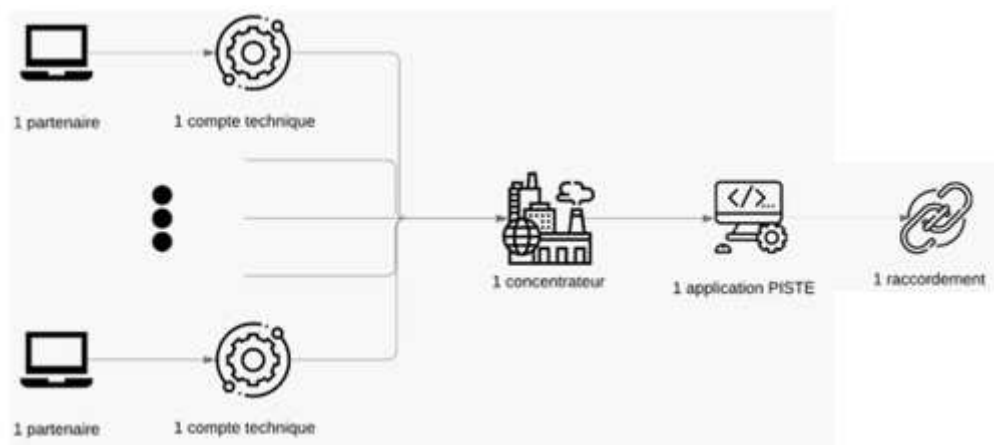 1 partenaire
1 compte technique
</...
1 concentrateur
1 application PISTE
1 raccordement
1 partenaire
1 compte technique